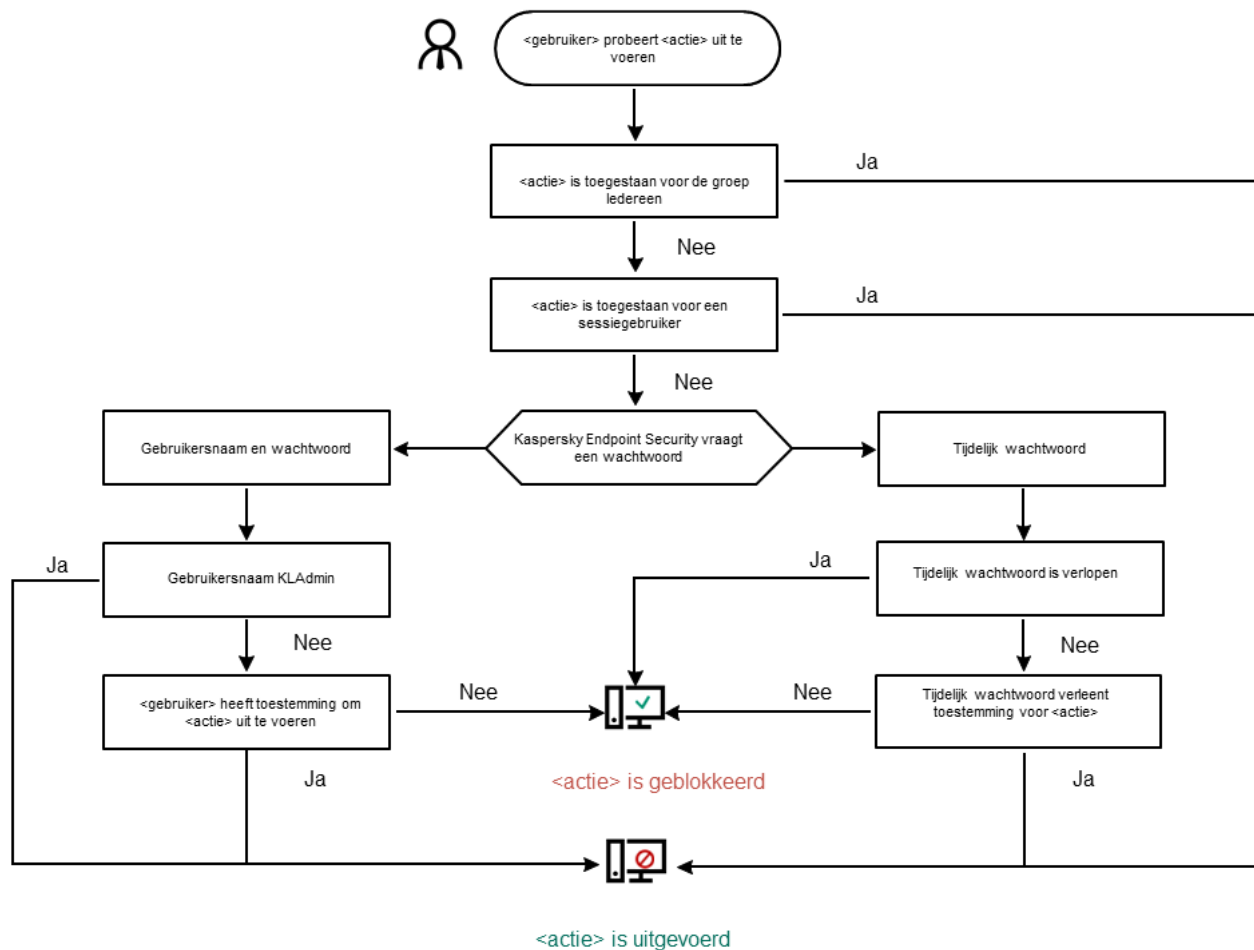 <gebruiker> probeert <actie> uit te
voeren
<actie> is toegestaan voor de groep
Iedereen
Ja
Nee
<actie> is toegestaan voor een
sessiegebruiker
Ja
Nee
Gebruikersnaam en wachtwoord
Kaspersky Endpoint Security vraagt
een wachtwoord
Tijdelijk wachtwoord
Ja
Gebruikersnaam KLAdmin
Ja
Tijdelijk wachtwoord is verlopen
Nee
Nee
<gebruiker> heeft toestemming om
<actie> uit te voeren
Nee
Nee
Tijdelijk wachtwoord verleent
toestemming voor <actie>
Ja
<actie> is geblokkeerd
Ja
<actie> is uitgevoerd